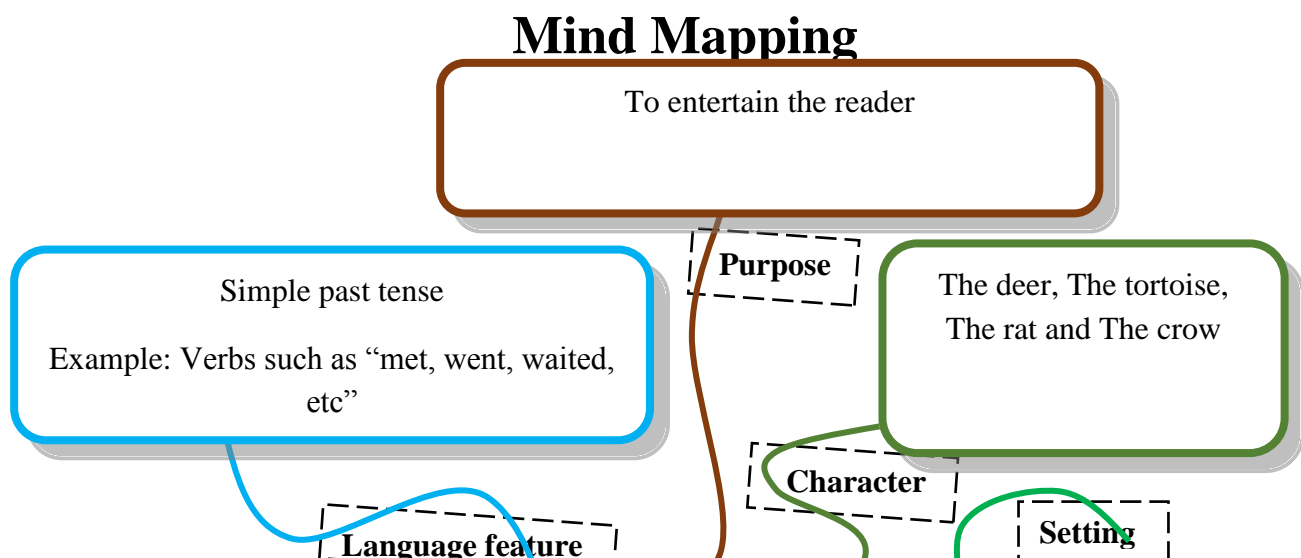 Mind Mapping
To entertain the reader
Purpose
Simple past tense
Example: Verbs such as “met, went, waited,
etc”
The deer, The tortoise,
The rat and The crow
Character
Setting
Language feature